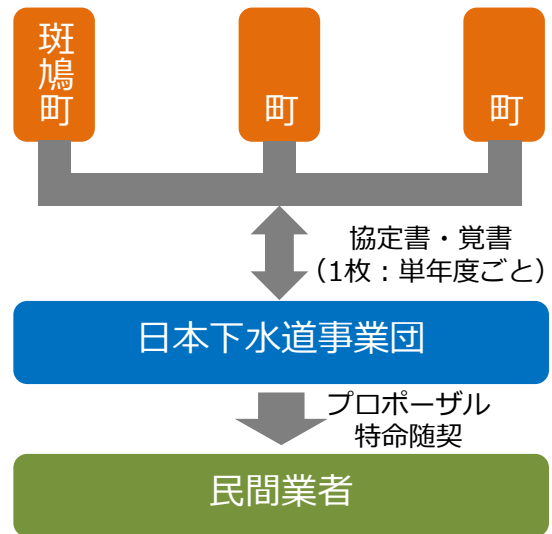 斑鳩町
町
町
協定書・覚書
(1枚:単年度ごと)
日本下水道事業団
プロポーザル
特命随契
民間業者